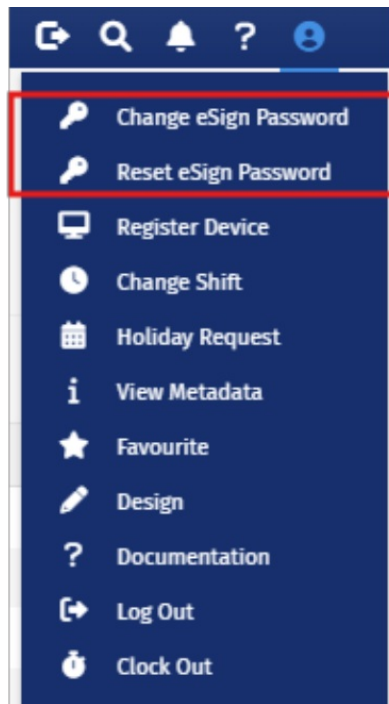 ?
Change eSign Password
Reset eSign Password
Register Device
Change Shift
Holiday Request
i View Metadata
Favourite
Design
? Documentation
Log Out
Clock Out